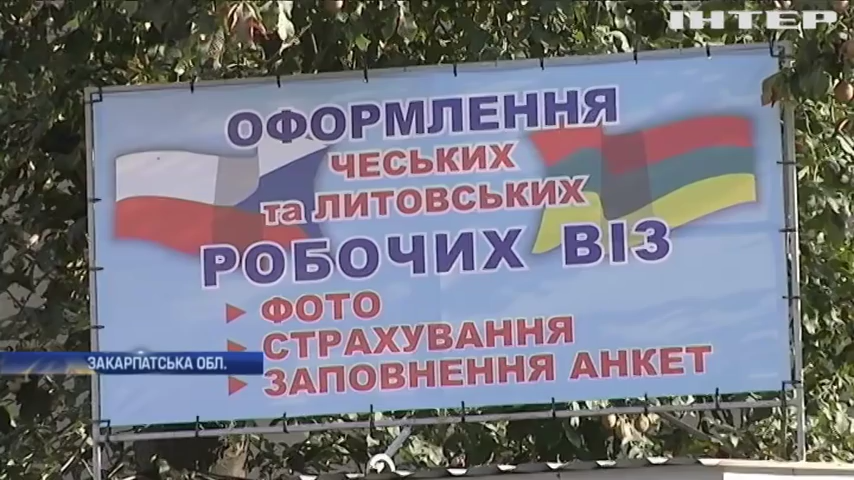 ІНТЕР
ОФОРМЛЕННЯ
ЧЕСЬКИХ
та ЛИТОВСЬКИХ
РОБОЧИХ ВІЗ
ФОТО
СТРАХУВАННЯ
ЗАПОВНЕННЯ АНКЕТ
ЗАКАРПАТСЬКА ОБЛ.